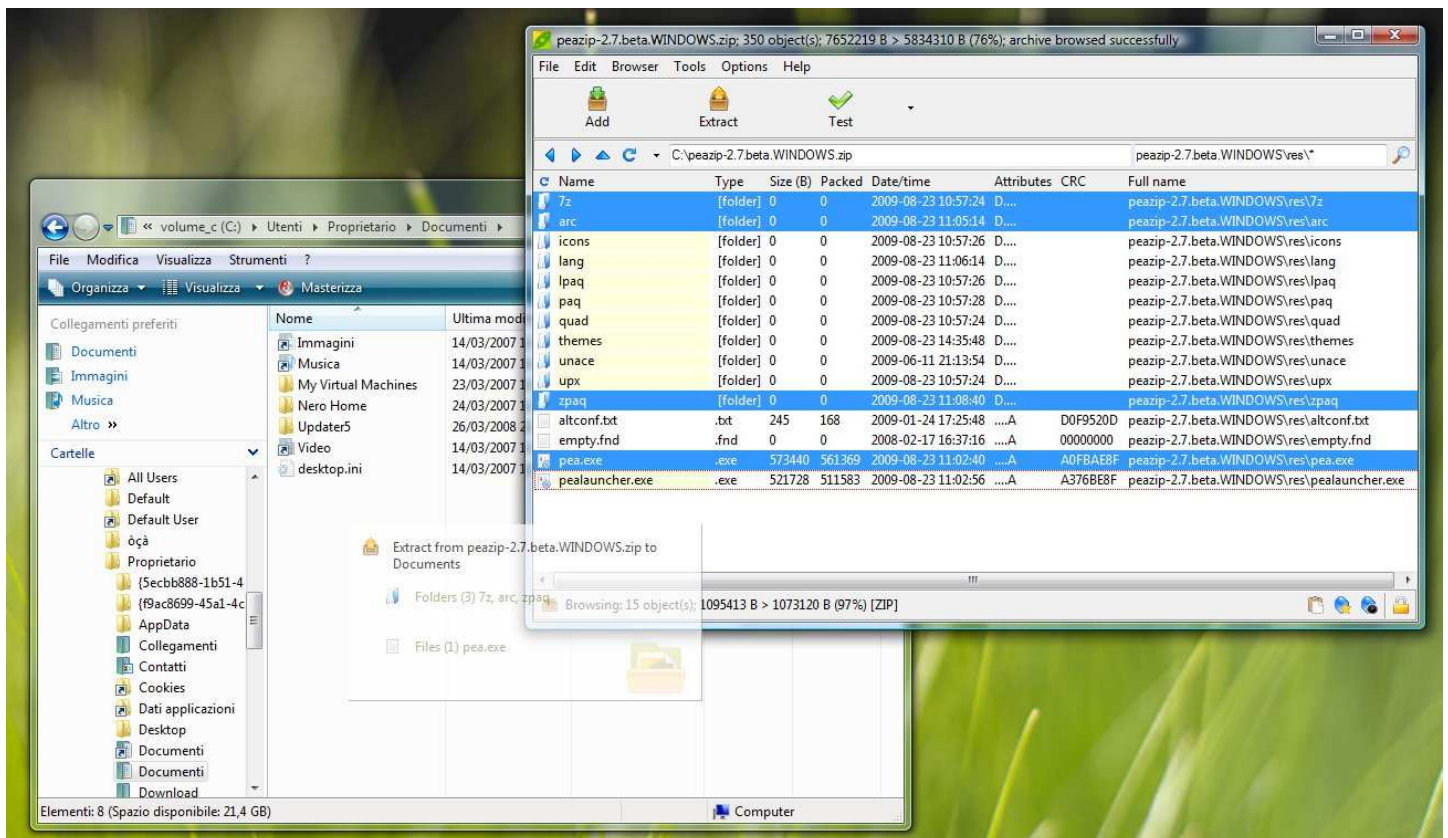 peazip-2.7.beta.WINDOWS.zip; 350 object(s); 7652219 B > 5834310 B (76%); archive browsed successfully
File Edit Browser Tools Options Help
Add Extract Test
C:\peazip-2.7.beta.WINDOWS.zip peazip-2.7.beta.WINDOWS\res\*
Name Type Size (B) Packed Date/time Attributes CRC Full name
7z [folder] 0 0 2009-08-23 10:57:24 D.... peazip-2.7.beta.WINDOWS\res\7z
arc [folder] 0 0 2009-08-23 11:05:14 D.... peazip-2.7.beta.WINDOWS\res\arc
icons [folder] 0 0 2009-08-23 10:57:26 D.... peazip-2.7.beta.WINDOWS\res\icons
lang [folder] 0 0 2009-08-23 11:06:14 D.... peazip-2.7.beta.WINDOWS\res\lang
lpaq [folder] 0 0 2009-08-23 10:57:26 D.... peazip-2.7.beta.WINDOWS\res\lpaq
paq [folder] 0 0 2009-08-23 10:57:28 D.... peazip-2.7.beta.WINDOWS\res\paq
quad [folder] 0 0 2009-08-23 10:57:24 D.... peazip-2.7.beta.WINDOWS\res\quad
themes [folder] 0 0 2009-08-23 14:35:48 D.... peazip-2.7.beta.WINDOWS\res\themes
unace [folder] 0 0 2009-06-11 21:13:54 D.... peazip-2.7.beta.WINDOWS\res\unace
upx [folder] 0 0 2009-08-23 10:57:24 D.... peazip-2.7.beta.WINDOWS\res\upx
zpaq [folder] 0 0 2009-08-23 11:08:40 D.... peazip-2.7.beta.WINDOWS\res\zpaq
altconf.txt .txt 245 168 2009-01-24 17:25:48 ....A D0F9520D peazip-2.7.beta.WINDOWS\res\altconf.txt
empty.fnd .fnd 0 0 2008-02-17 16:37:16 ....A 00000000 peazip-2.7.beta.WINDOWS\res\empty.fnd
pea.exe .exe 573440 561369 2009-08-23 11:02:40 ....A A0FBAE8F peazip-2.7.beta.WINDOWS\res\pea.exe
pealauncher.exe .exe 521728 511583 2009-08-23 11:02:56 ....A A376BE8F peazip-2.7.beta.WINDOWS\res\pealauncher.exe
Browsing: 15 object(s); 1095413 B > 1073120 B (97%) [ZIP]
« volume_c (C:) Utenti Proprietario Documenti
File Modifica Visualizza Strumenti ?
Organizza Visualizza Masterizza
Collegamenti preferiti
Documenti
Immagini
Musica
Altro »
Cartelle
All Users
Default
Default User
òçà
Proprietario
{5ecbb888-1b51-4
{f9ac8699-45a1-4c
AppData
Collegamenti
Contatti
Cookies
Dati applicazioni
Desktop
Documenti
Documenti
Download
Nome Ultima modi
Immagini 14/03/2007 1
Musica 14/03/2007 1
My Virtual Machines 23/03/2007 1
Nero Home 24/03/2007 1
Updater5 26/03/2008 2
Video 14/03/2007 1
desktop.ini 14/03/2007 1
Extract from peazip-2.7.beta.WINDOWS.zip to
Documents
Folders (3) 7z, arc, zpaq
Files (1) pea.exe
Elementi: 8 (Spazio disponibile: 21,4 GB) Computer